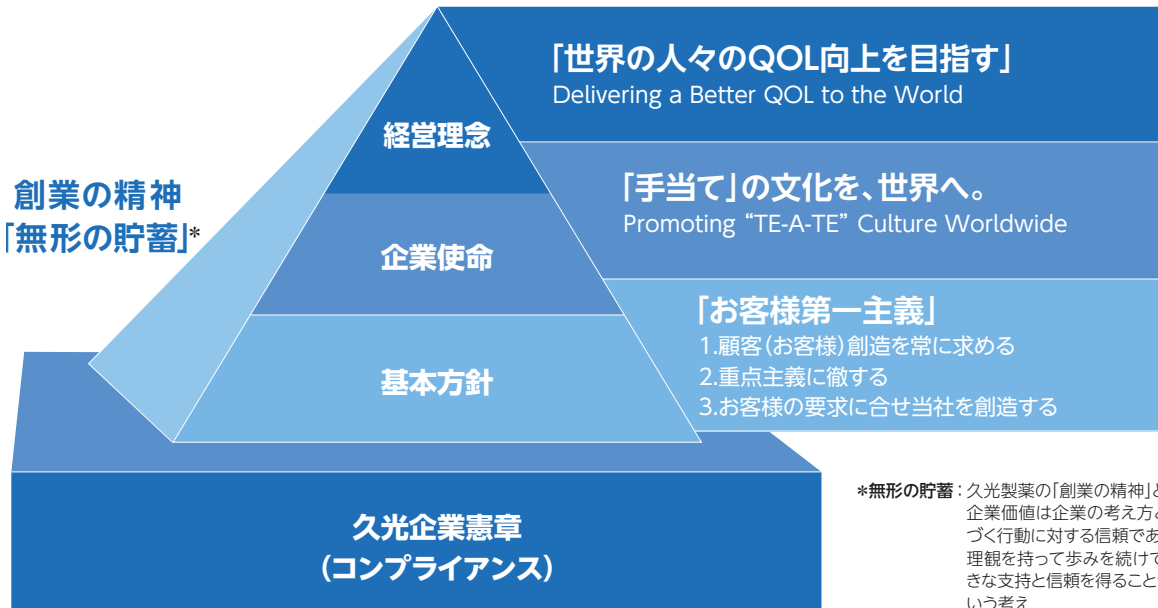 創業の精神
「無形の貯蓄」*
経営理念
「世界の人々のQOL向上を目指す」
Delivering a Better QOL to the World
企業使命
「手当て」の文化を、世界へ。
Promoting “TE-A-TE” Culture Worldwide
基本方針
「お客様第一主義」
1.顧客(お客様)創造を常に求める
2.重点主義に徹する
3.お客様の要求に合せ当社を創造する
久光企業憲章
(コンプライアンス)
*無形の貯蓄:久光製薬の「創業の精神」
企業価値は企業の考え方
づく行動に対する信頼であ
理観を持って歩みを続けて
きな支持と信頼を得ること
いう考え